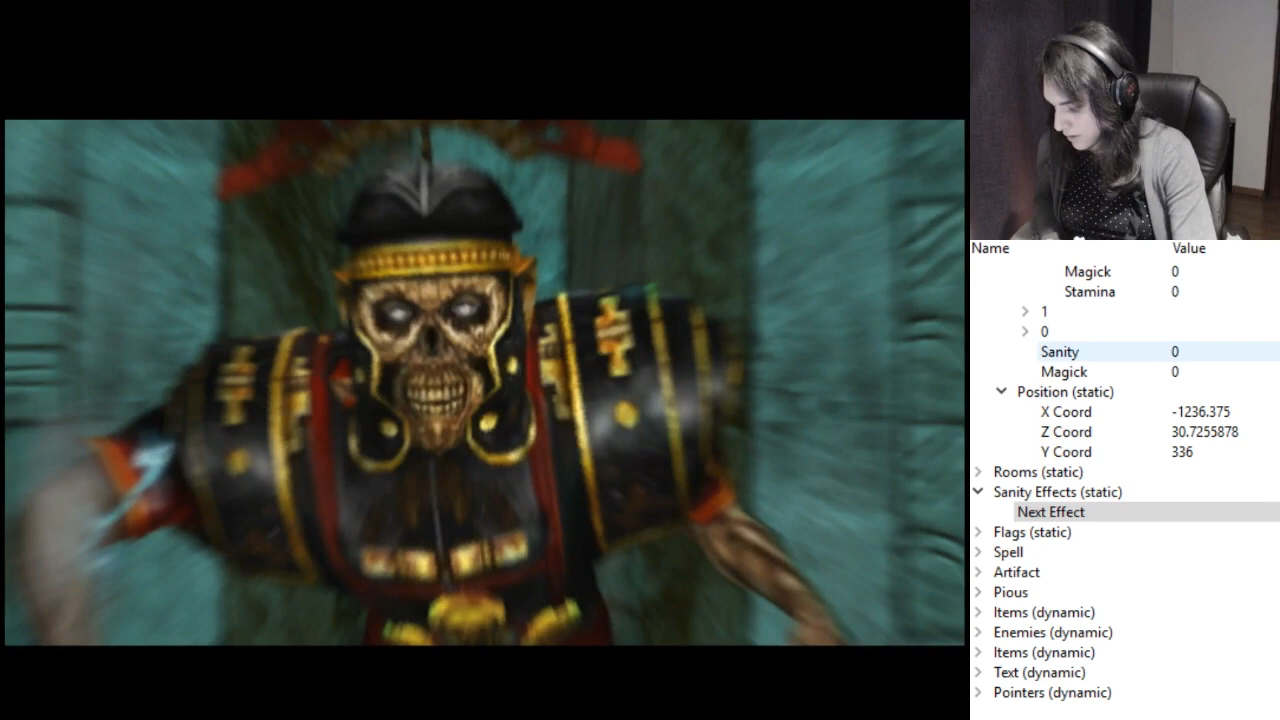 Name Value
Magick 0
Stamina 0
1
0
Sanity 0
Magick 0
Position (static)
X Coord -1236.375
Z Coord 30.7255878
Y Coord 336
Rooms (static)
Sanity Effects (static)
Next Effect
Flags (static)
Spell
Artifact
Pious
Items (dynamic)
Enemies (dynamic)
Items (dynamic)
Text (dynamic)
Pointers (dynamic)